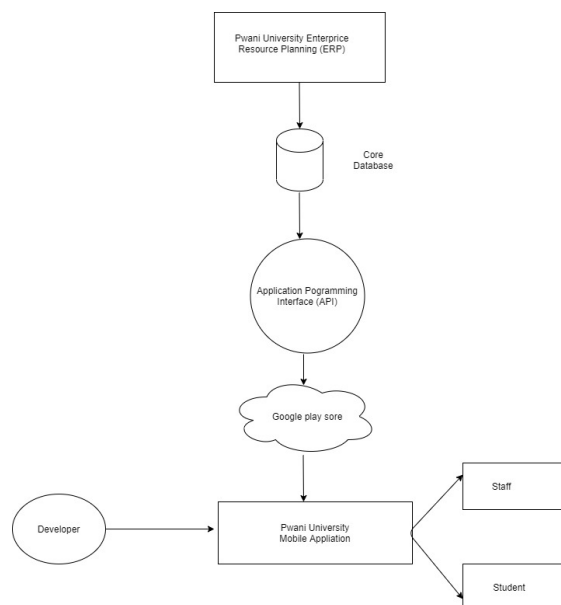 Pwani University Enterprice
Resource Planning (ERP)
Core
Database
Application Pogramming
Interface (API)
Google play sore
Staff
Developer
Pwani University
Mobile Appliation
Student